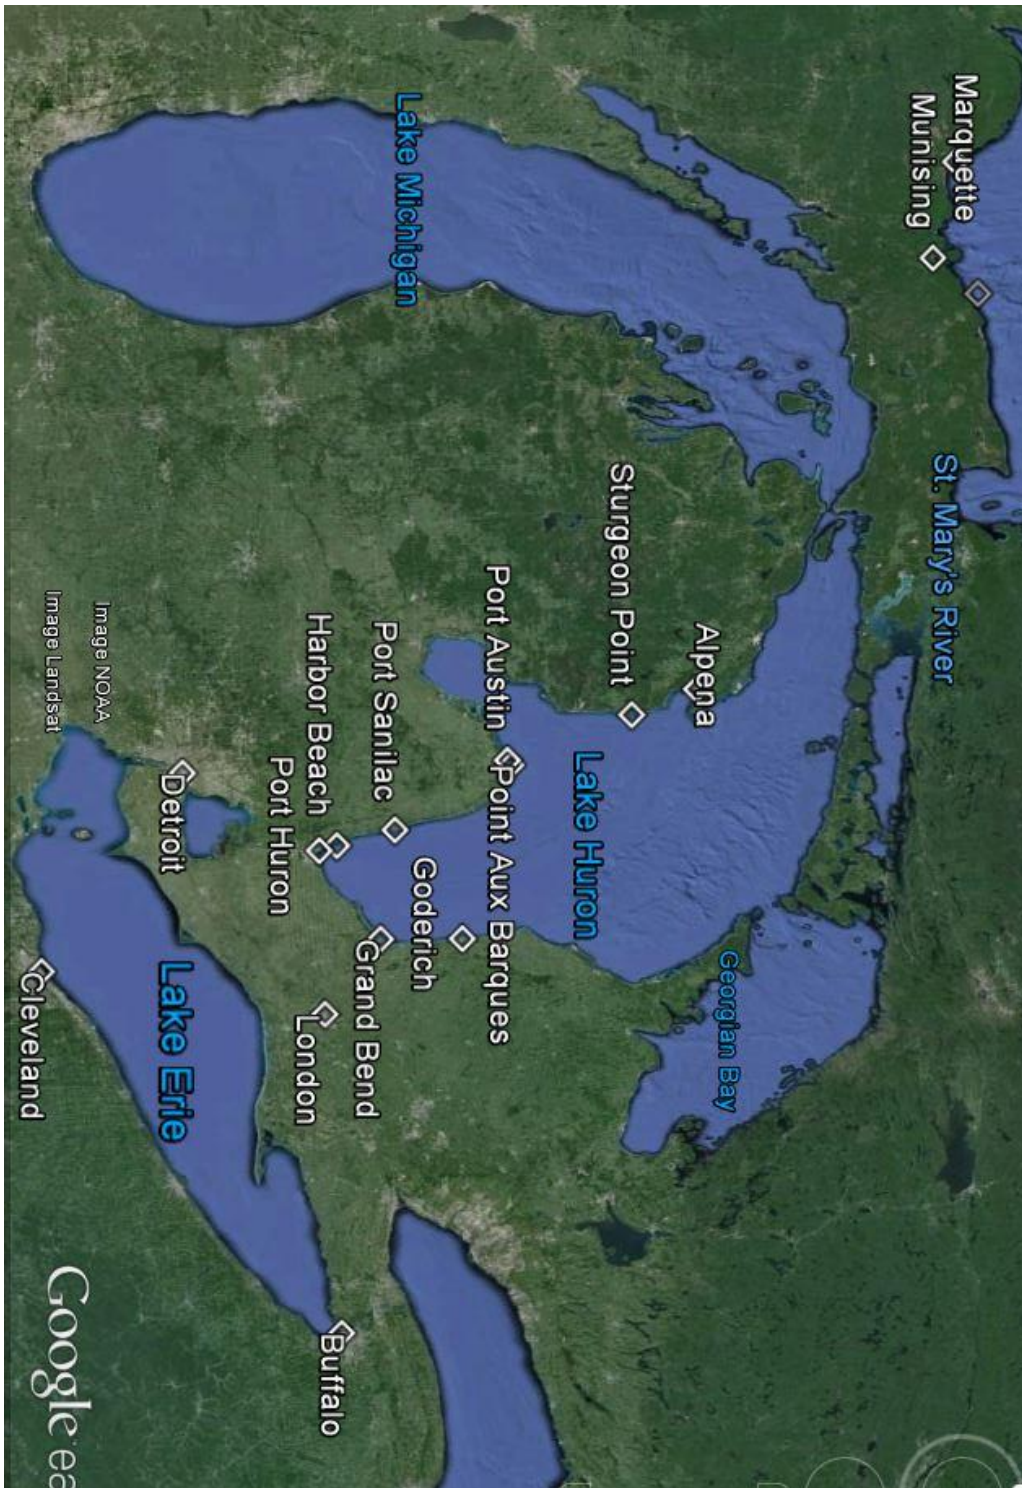 Marquette
Munising
St. Mary's River
Lake Michigan
Alpena
Sturgeon Point
Georgian Bay
Lake Huron
Port Austin
Point Aux Barques
Goderich
Port Sanilac
Grand Bend
Harbor Beach
London
Buffalo
Port Huron
Detroit
Lake Erie
Image NOAA
Image Landsat
Cleveland
Google ea